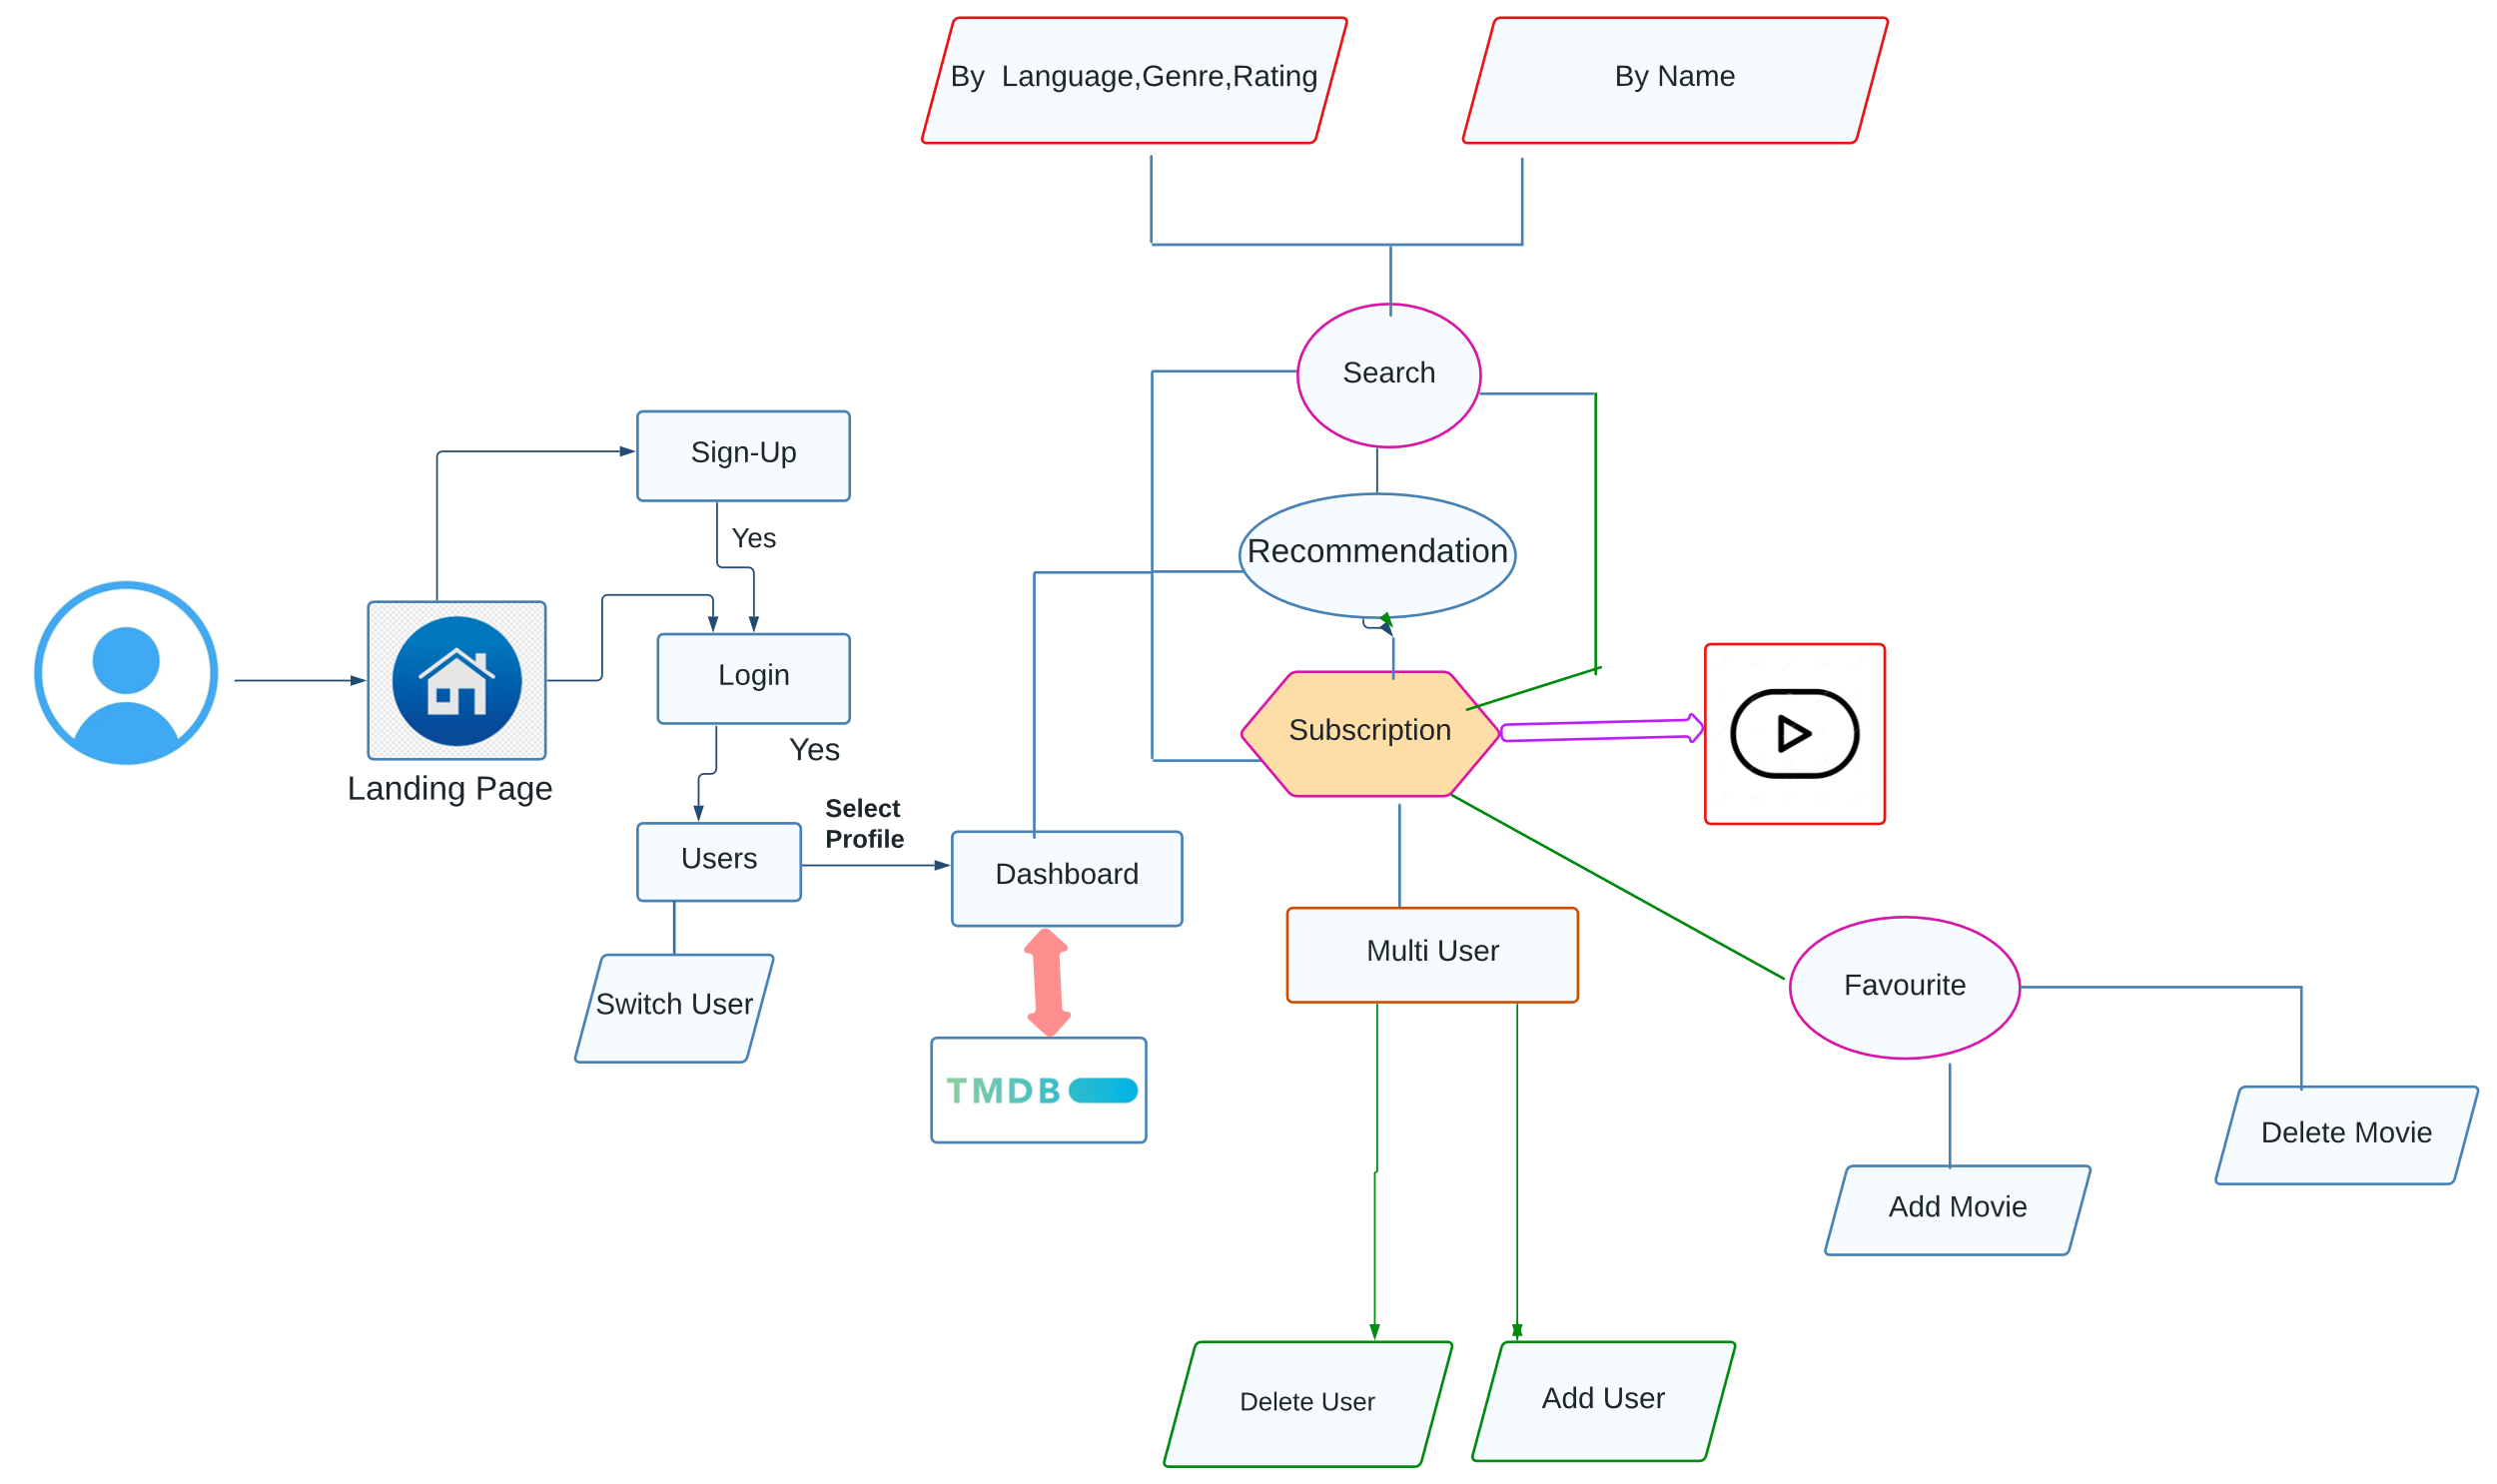 By  Language,Genre,Rating
By Name
Search
Sign-Up
Yes
Recommendation
Login
Subscription
Yes
Landing Page
Select
Profile
Users
Dashboard
Multi User
Favourite
Switch User
TMDB
Delete Movie
Add Movie
Delete User
Add User